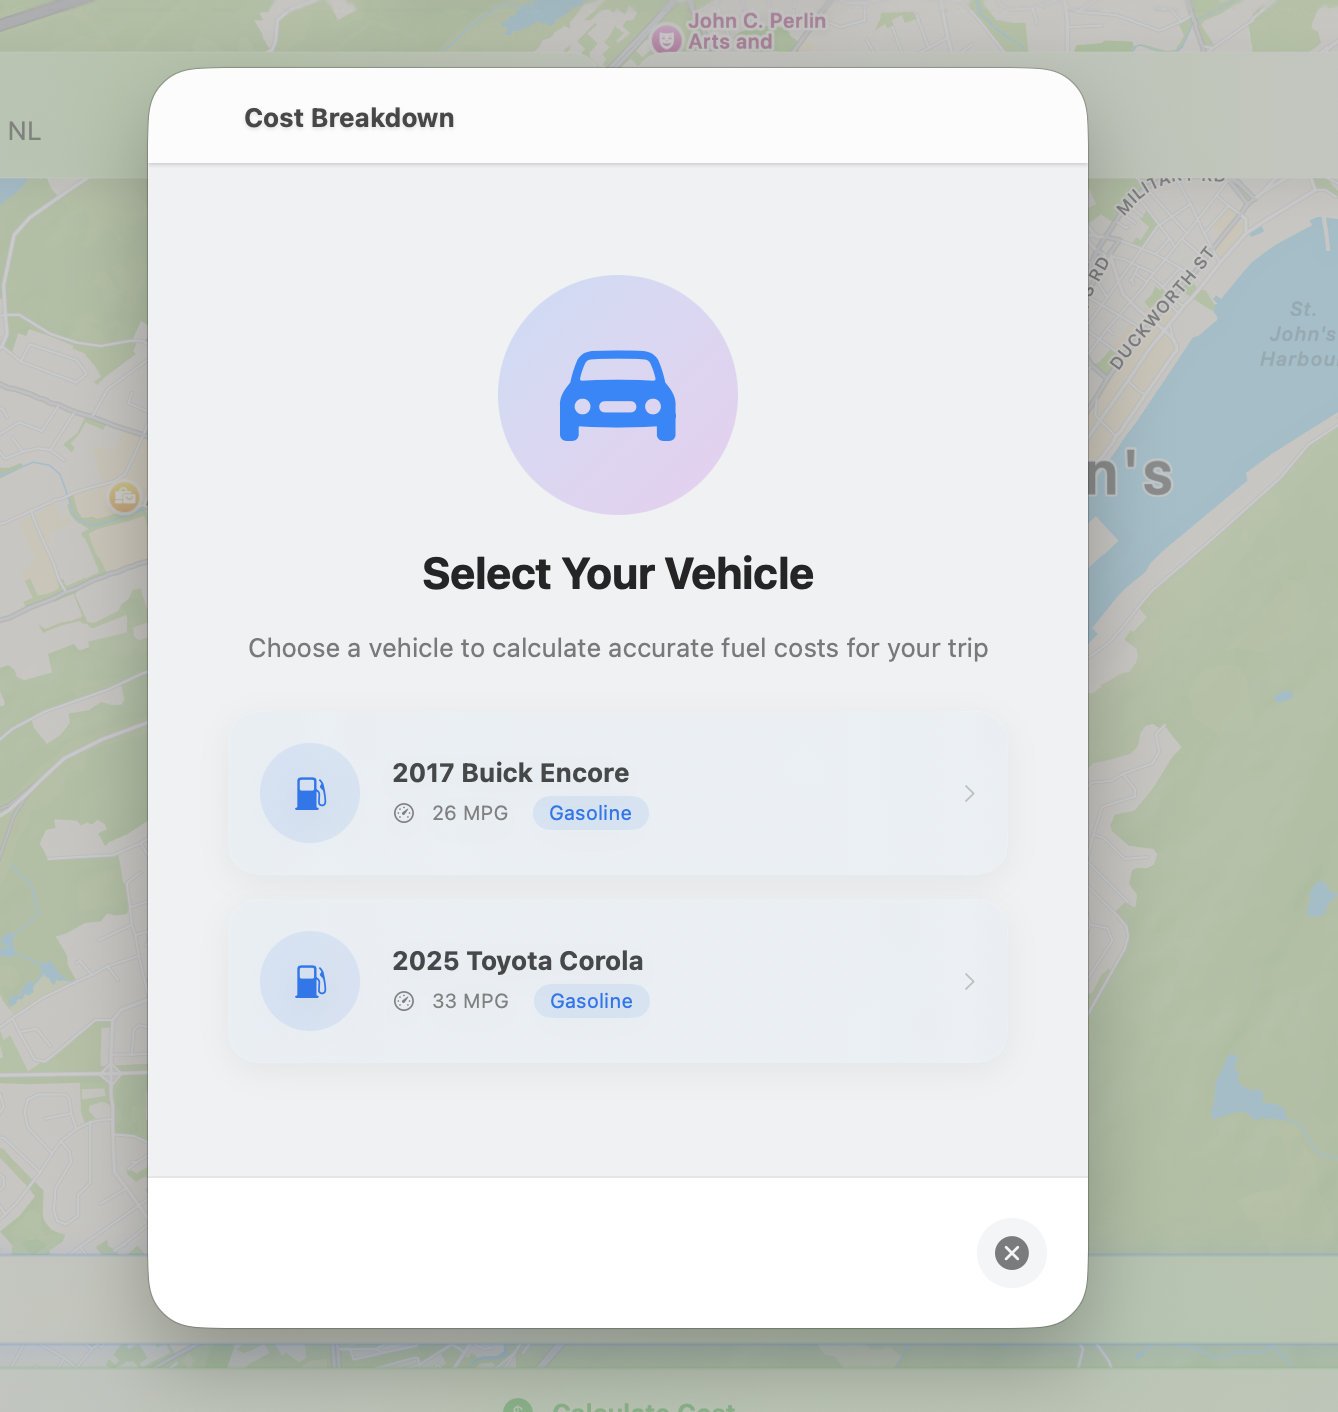 John C. Perlin
Arts and
NL
Cost Breakdown
MILITARY RD
DUCKWORTH ST
RD
St.
John's
Harbour
n's
Select Your Vehicle
Choose a vehicle to calculate accurate fuel costs for your trip
2017 Buick Encore
26 MPG Gasoline
2025 Toyota Corola
33 MPG Gasoline
Calculate Cost